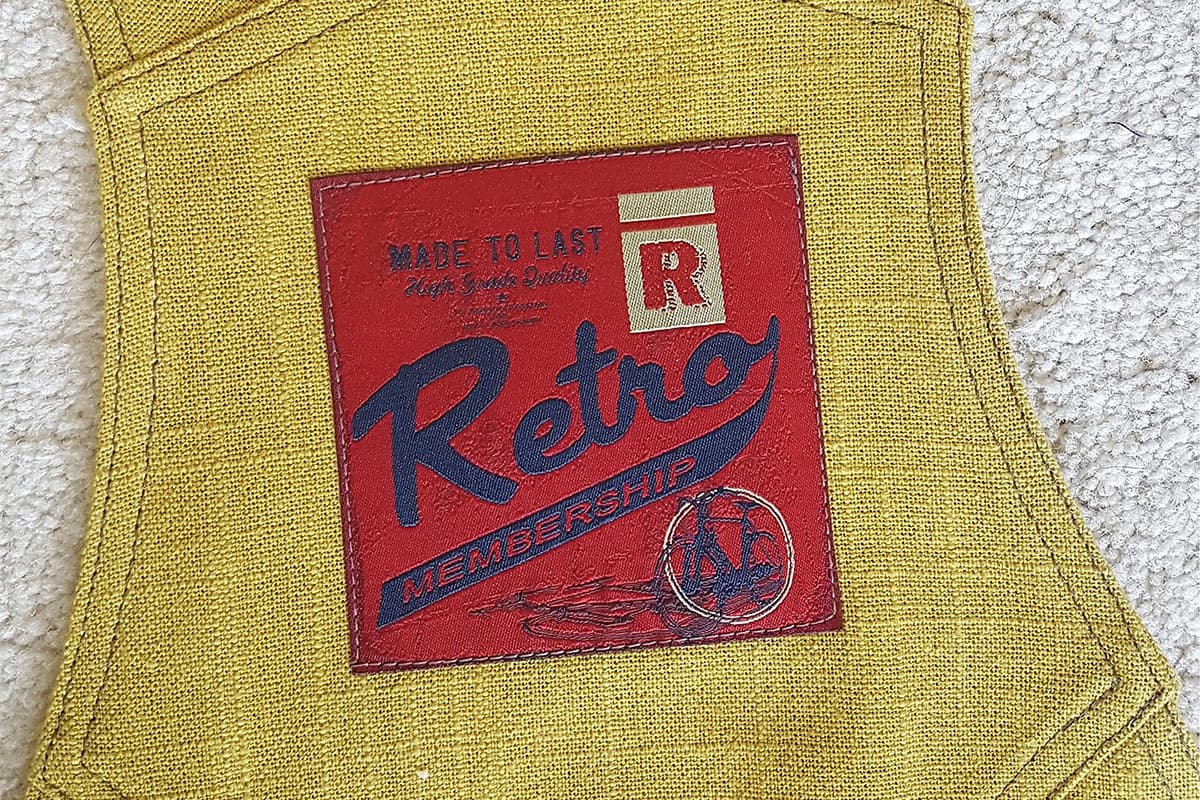 MADE TO LAST
High Grade Quality
R
Retro
MEMBERSHIP